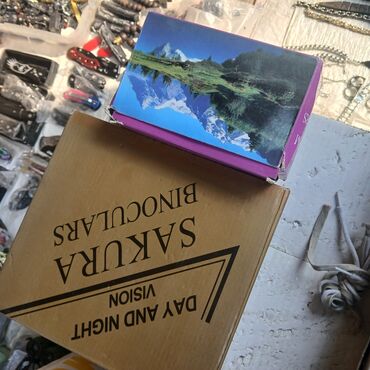 SAKURA
BINOCULARS
DAY AND NIGHT
VISION